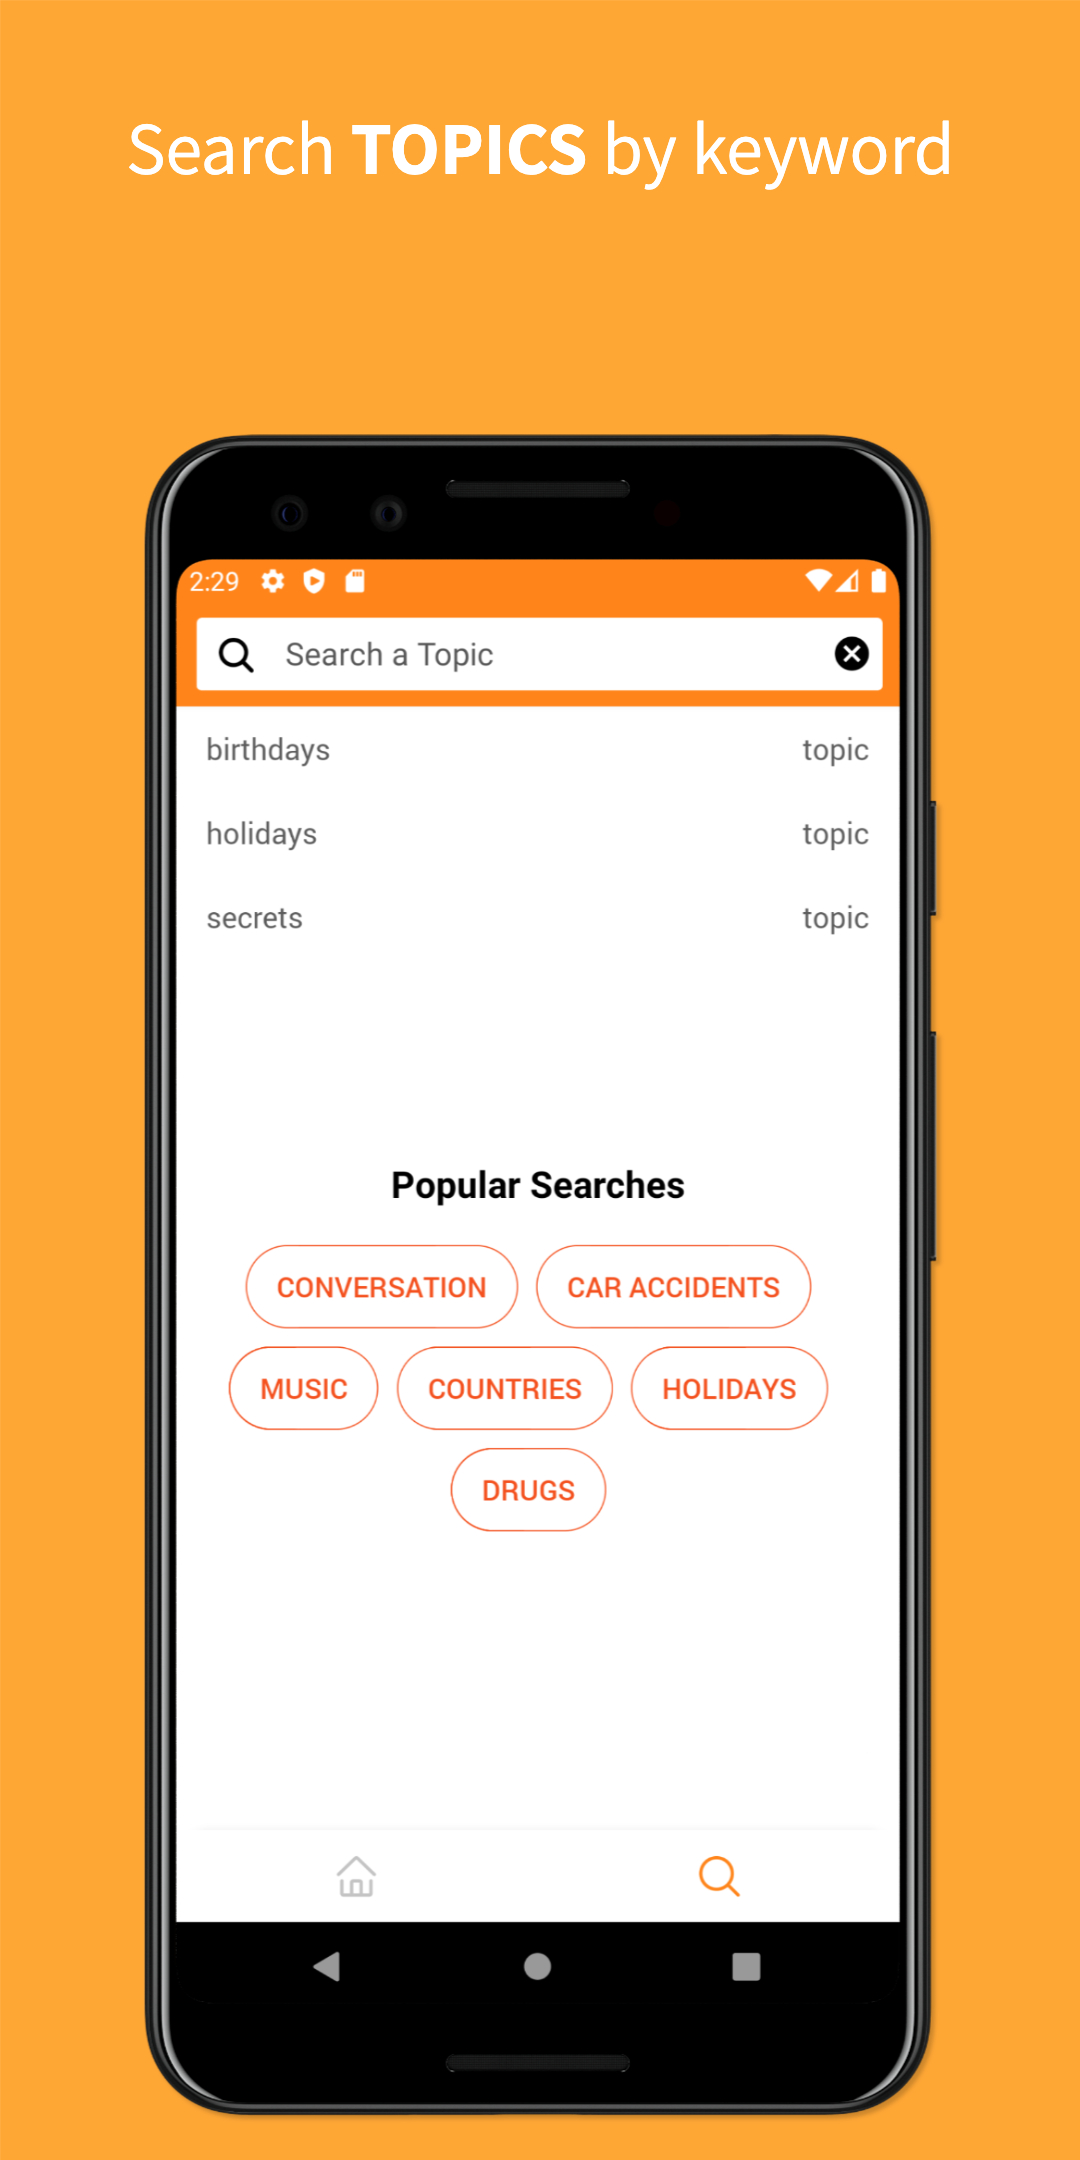 Search TOPICS by keyword
2:29
Search a Topic
birthdays topic
holidays topic
secrets topic
Popular Searches
CONVERSATION CAR ACCIDENTS
MUSIC COUNTRIES HOLIDAYS
DRUGS